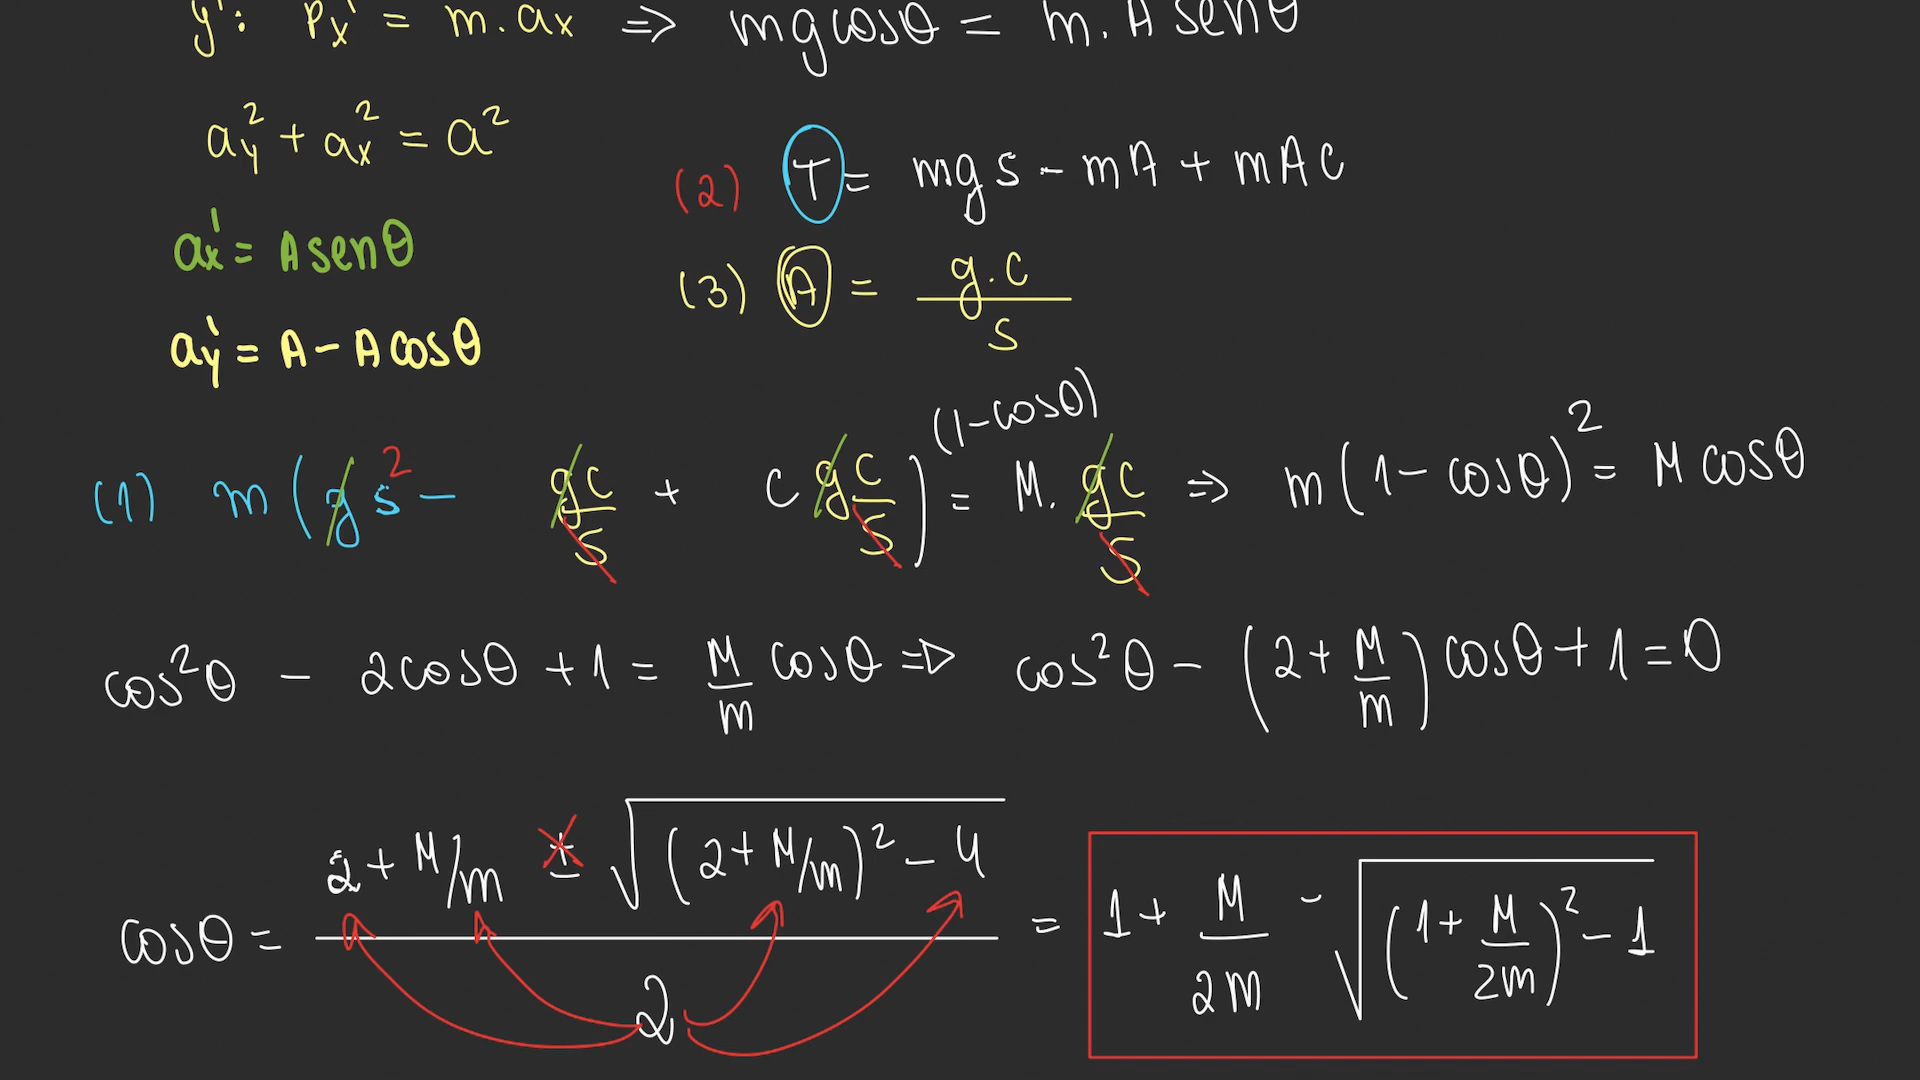 y': Px' = m.ax => mgcosθ = m. A senθ
ay² + ax² = a²
(2) T = mgs - mA + mAC
ax' = A senθ
(3) A = g.c/s
ay' = A - A cosθ
(1) m(gs² - gc/s + c gc/s)(1-cosθ) = M. gc/s => m(1-cosθ)² = M cosθ
cos²θ - 2cosθ + 1 = M/m cosθ => cos²θ - (2 + M/m) cosθ + 1 = 0
cosθ = (2 + M/m ± √((2 + M/m)² - 4))/2 = 1 + M/2m - √((1 + M/2m)² - 1)